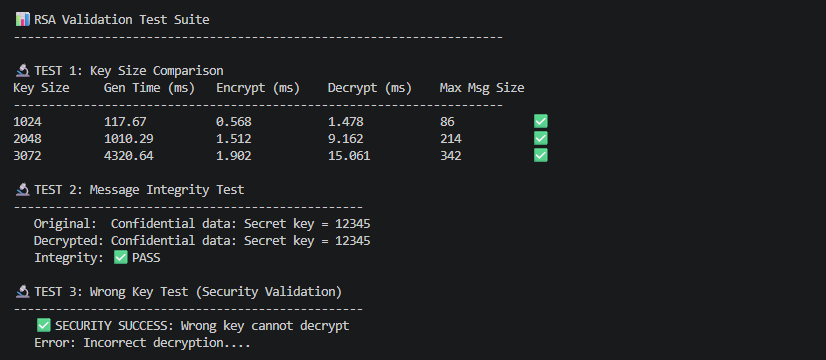 📊 RSA Validation Test Suite
----------------------------------------------------------------------
🔬 TEST 1: Key Size Comparison
Key Size     Gen Time (ms)   Encrypt (ms)    Decrypt (ms)    Max Msg Size
----------------------------------------------------------------------
1024         117.67          0.568           1.478           86           ✅
2048         1010.29         1.512           9.162           214          ✅
3072         4320.64         1.902           15.061          342          ✅
🔬 TEST 2: Message Integrity Test
--------------------------------------------------
Original:  Confidential data: Secret key = 12345
Decrypted: Confidential data: Secret key = 12345
Integrity: ✅ PASS
🔬 TEST 3: Wrong Key Test (Security Validation)
--------------------------------------------------
✅ SECURITY SUCCESS: Wrong key cannot decrypt
Error: Incorrect decryption....